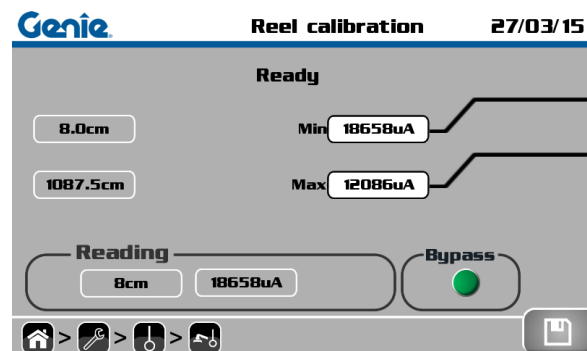 Genie. Reel calibration 27/03/15
Ready
8.0cm Min 18658uA
1087.5cm Max 12086uA
Reading Bypass
8cm 18658uA
> > >